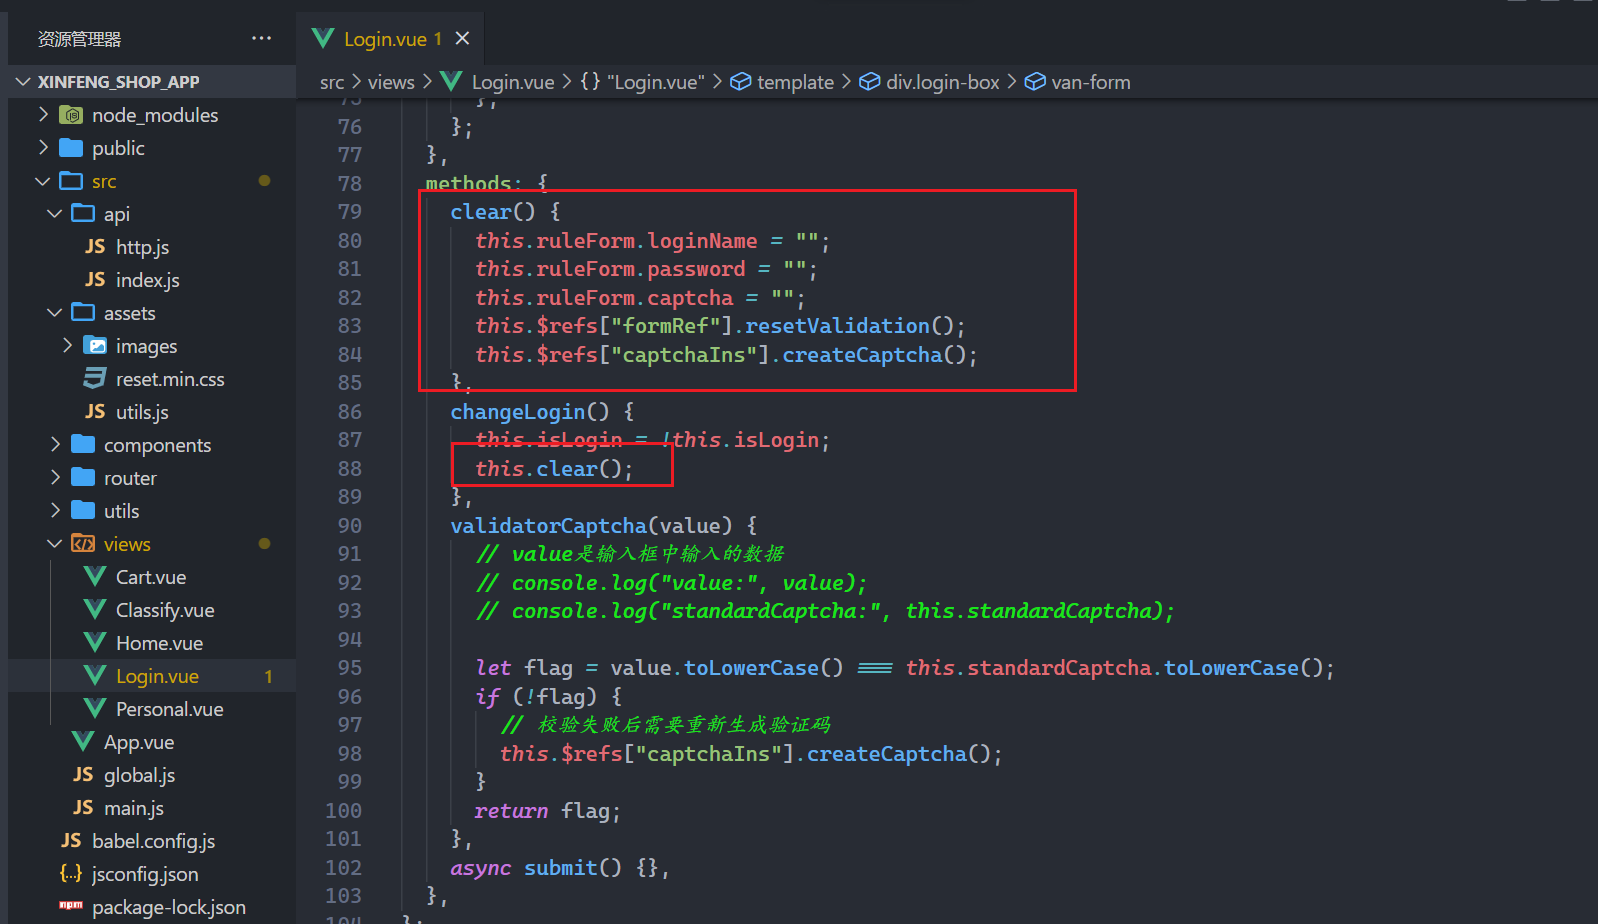 资源管理器 ···
Login.vue 1
XINFENG_SHOP_APP
src > views > Login.vue > {} "Login.vue" > template > div.login-box > van-form
node_modules
public
src
api
JS http.js
JS index.js
assets
images
reset.min.css
JS utils.js
components
router
utils
views
Cart.vue
Classify.vue
Home.vue
Login.vue 1
Personal.vue
App.vue
JS global.js
JS main.js
JS babel.config.js
{..} jsconfig.json
npm package-lock.json
75 };
76 };
77 },
78 methods: {
79 clear() {
80 this.ruleForm.loginName = "";
81 this.ruleForm.password = "";
82 this.ruleForm.captcha = "";
83 this.$refs["formRef"].resetValidation();
84 this.$refs["captchaIns"].createCaptcha();
85 },
86 changeLogin() {
87 this.isLogin = !this.isLogin;
88 this.clear();
89 },
90 validatorCaptcha(value) {
91 // value是输入框中输入的数据
92 // console.log("value:", value);
93 // console.log("standardCaptcha:", this.standardCaptcha);
94
95 let flag = value.toLowerCase() === this.standardCaptcha.toLowerCase();
96 if (!flag) {
97 // 校验失败后需要重新生成验证码
98 this.$refs["captchaIns"].createCaptcha();
99 }
100 return flag;
101 },
102 async submit() {},
103 },
104 };